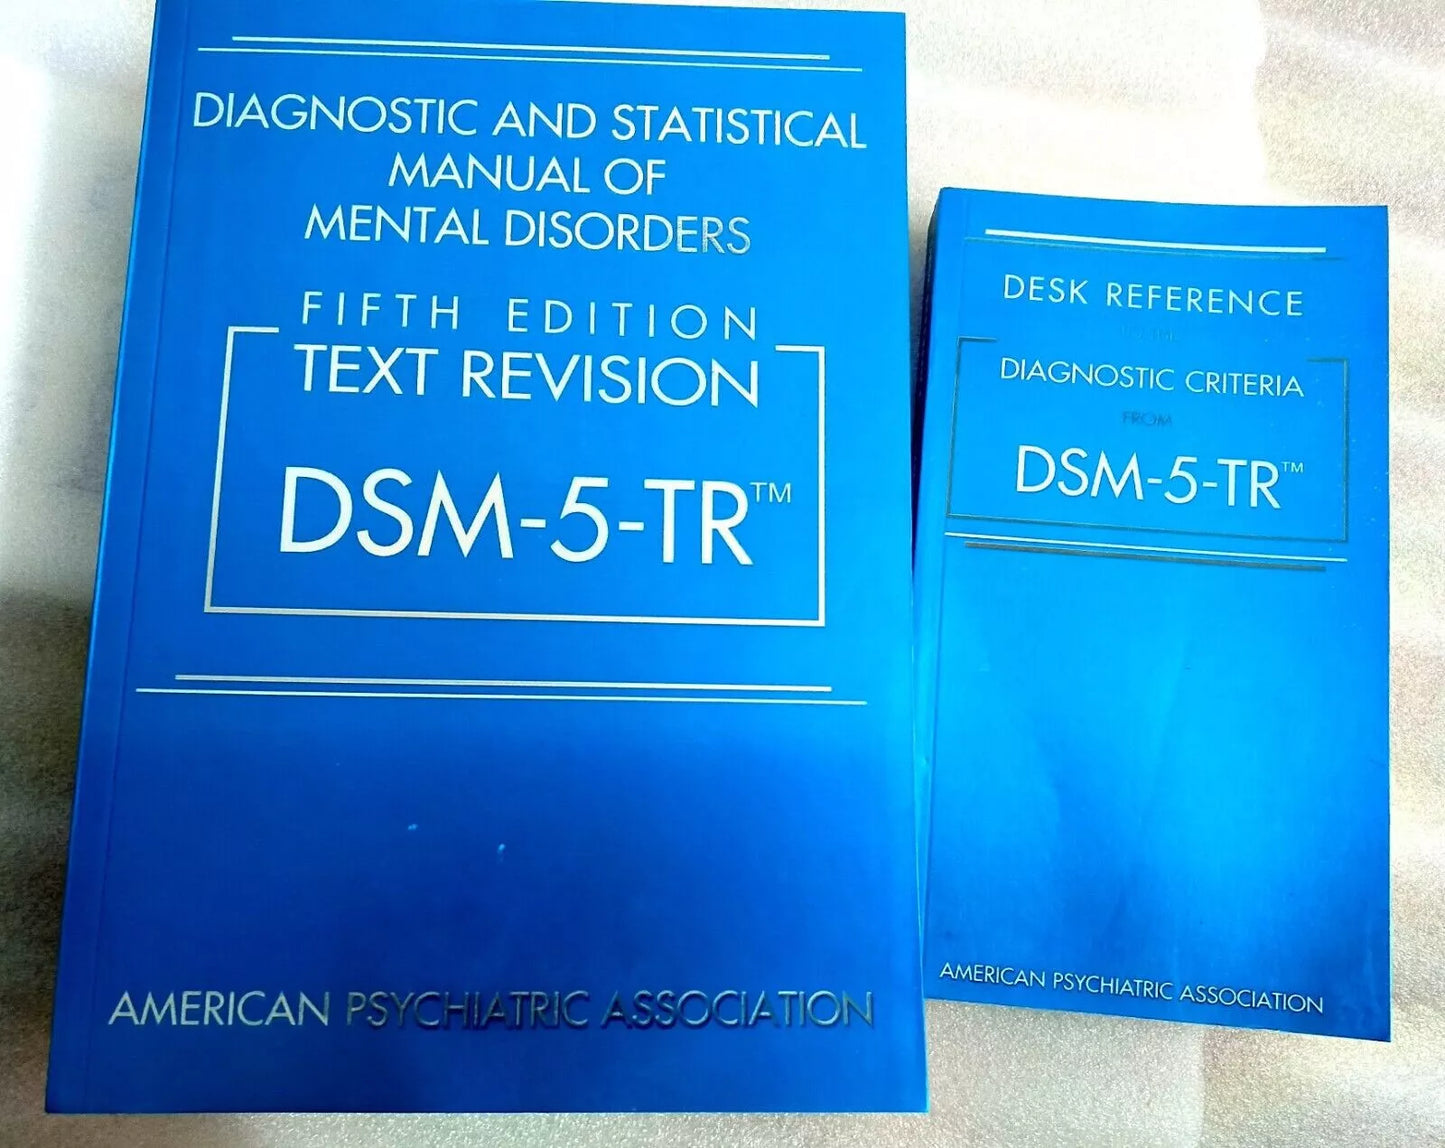 DIAGNOSTIC AND STATISTICAL
MANUAL OF
MENTAL DISORDERS
FIFTH EDITION
TEXT REVISION
DSM-5-TR™
AMERICAN PSYCHIATRIC ASSOCIATION
DESK REFERENCE
DIAGNOSTIC CRITERIA
FROM
DSM-5-TR™
AMERICAN PSYCHIATRIC ASSOCIATION